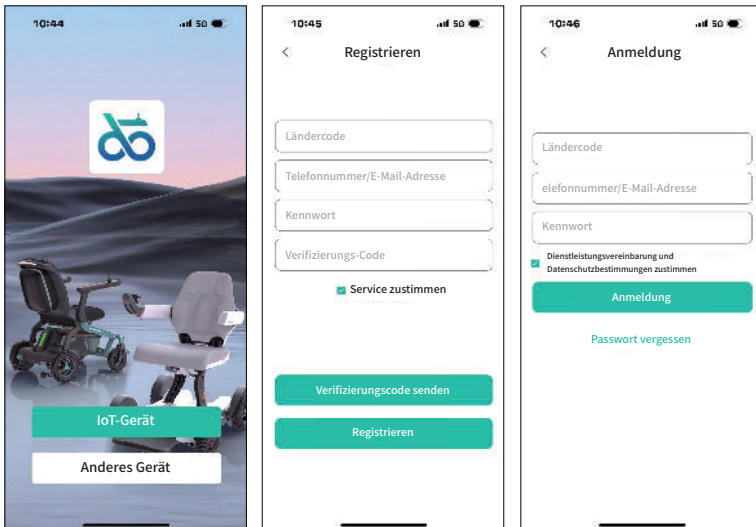 10:44
5G
IoT-Gerät
Anderes Gerät
10:45
5G
Registrieren
Ländercode
Telefonnummer/E-Mail-Adresse
Kennwort
Verifizierungs-Code
Service zustimmen
Verifizierungscode senden
Registrieren
10:46
5G
Anmeldung
Ländercode
elefonnummer/E-Mail-Adresse
Kennwort
Dienstleistungsvereinbarung und
Datenschutzbestimmungen zustimmen
Anmeldung
Passwort vergessen